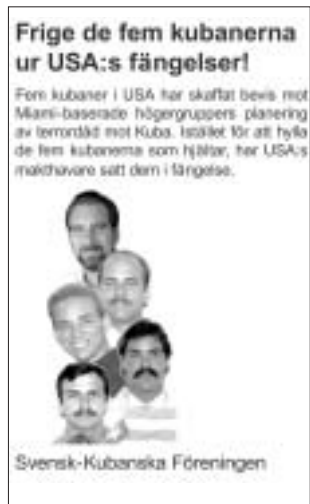 Frige de fem kubanerna
ur USA:s fängelser!
Fem kubaner i USA har skaffat bevis mot
Miami-baserade högergruppers planering
av terrordåd mot Kuba. Istället för att hylla
de fem kubanerna som hjältar, har USA:s
makthavare satt dem i fängelse.
Svensk-Kubanska Föreningen